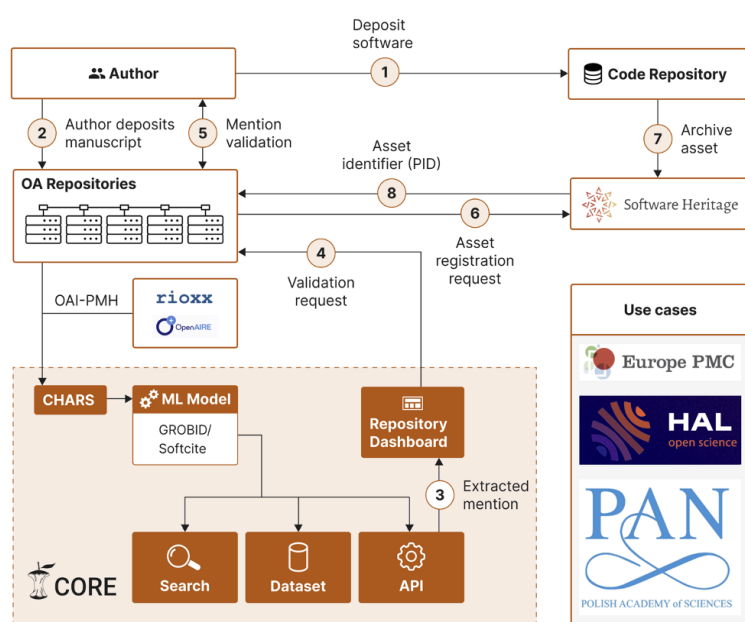 Deposit
software
1
Author
Code Repository
2
Author deposits
manuscript
5
Mention
validation
7
Archive
asset
Asset
identifier (PID)
8
OA Repositories
6
Software Heritage
Asset
registration
request
4
Validation
request
OAI-PMH
rioxx
OpenAIRE
Use cases
Europe PMC
HAL
open science
PAN
POLISH ACADEMY of SCIENCES
CHARS
ML Model
GROBID/
Softcite
Repository
Dashboard
3
Extracted
mention
Search
Dataset
API
CORE